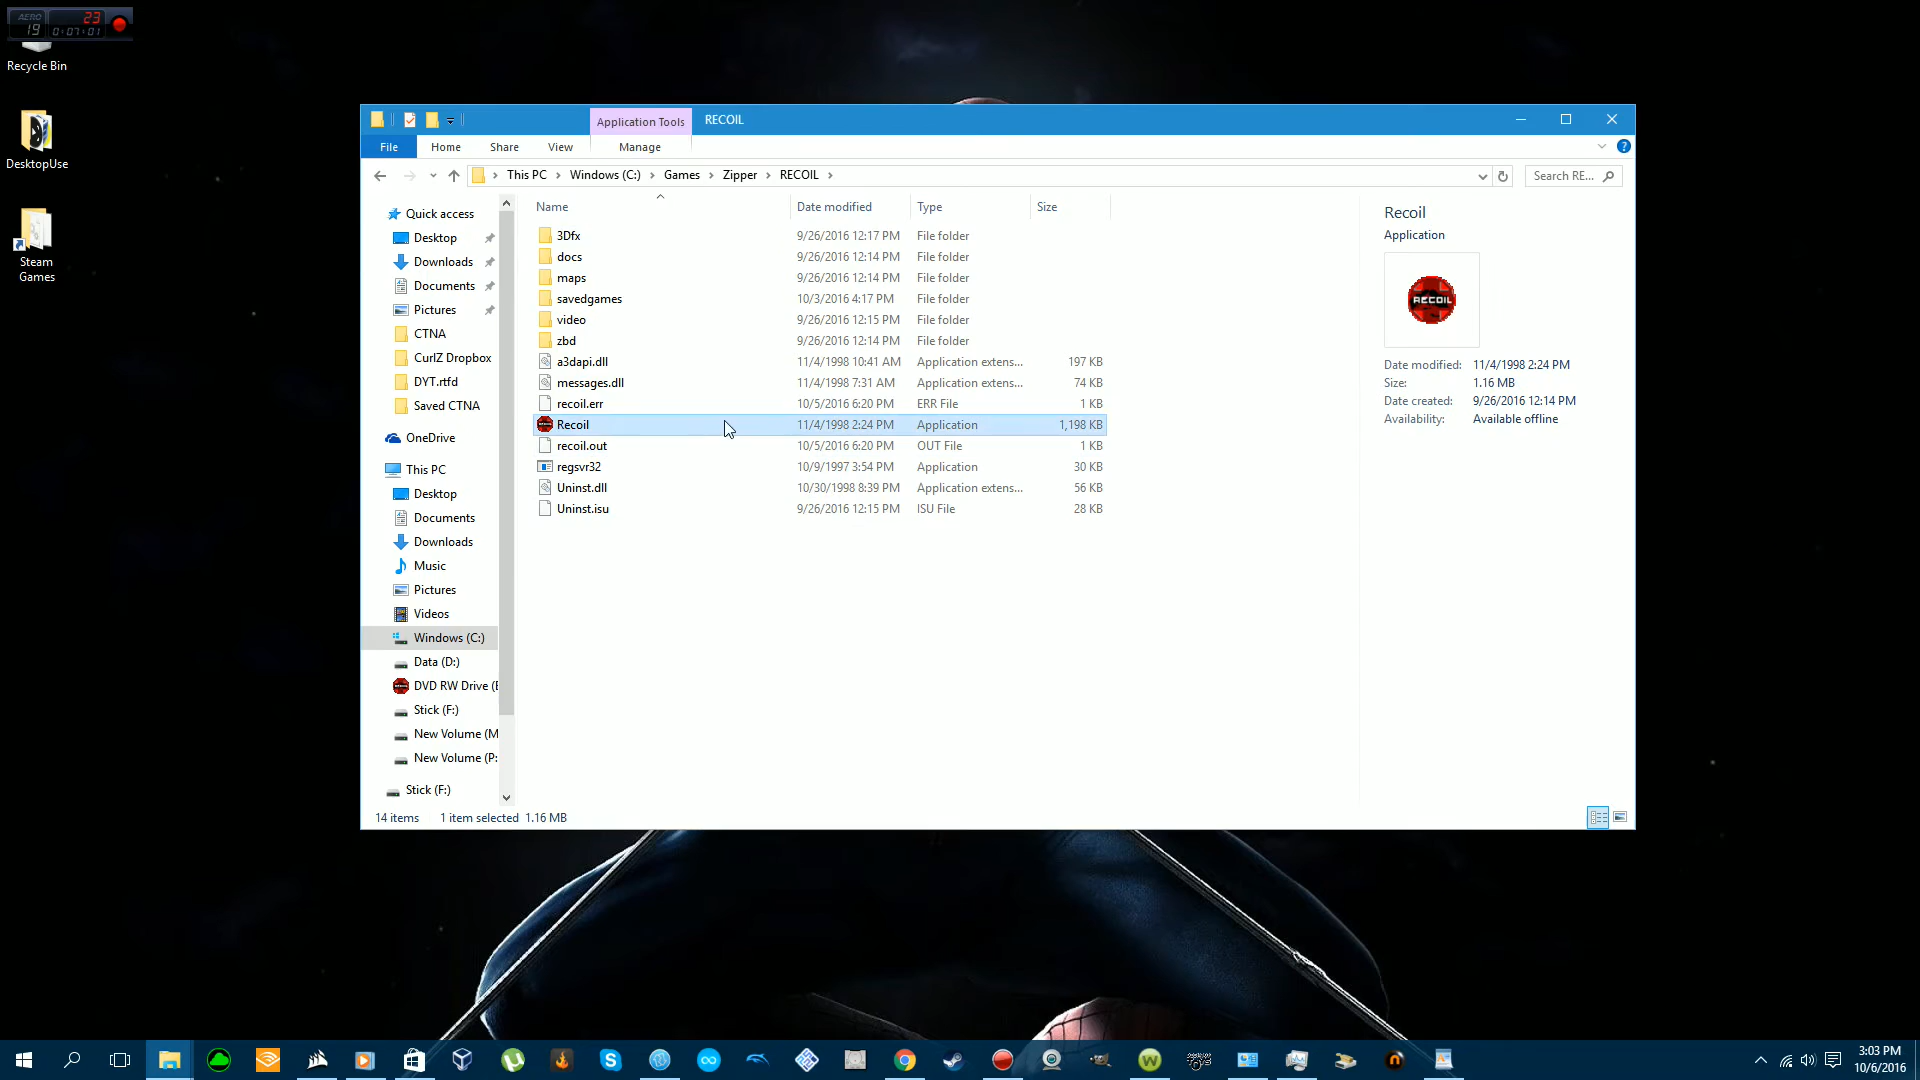 AERO 23
19 0:07:01
Recycle Bin
DesktopUse
Steam
Games
Application Tools
RECOIL
File
Home
Share
View
Manage
This PC
Windows (C:)
Games
Zipper
RECOIL
Search RE...
Quick access
Desktop
Downloads
Documents
Pictures
CTNA
CurlZ Dropbox
DYT.rtfd
Saved CTNA
OneDrive
This PC
Desktop
Documents
Downloads
Music
Pictures
Videos
Windows (C:)
Data (D:)
DVD RW Drive (E
Stick (F:)
New Volume (M
New Volume (P:
Stick (F:)
Name Date modified Type Size
3Dfx 9/26/2016 12:17 PM File folder
docs 9/26/2016 12:14 PM File folder
maps 9/26/2016 12:14 PM File folder
savedgames 10/3/2016 4:17 PM File folder
video 9/26/2016 12:15 PM File folder
zbd 9/26/2016 12:14 PM File folder
a3dapi.dll 11/4/1998 10:41 AM Application extens... 197 KB
messages.dll 11/4/1998 7:31 AM Application extens... 74 KB
recoil.err 10/5/2016 6:20 PM ERR File 1 KB
Recoil 11/4/1998 2:24 PM Application 1,198 KB
recoil.out 10/5/2016 6:20 PM OUT File 1 KB
regsvr32 10/9/1997 3:54 PM Application 30 KB
Uninst.dll 10/30/1998 8:39 PM Application extens... 56 KB
Uninst.isu 9/26/2016 12:15 PM ISU File 28 KB
Recoil
Application
RECOIL
Date modified: 11/4/1998 2:24 PM
Size: 1.16 MB
Date created: 9/26/2016 12:14 PM
Availability: Available offline
14 items 1 item selected 1.16 MB
3:03 PM
10/6/2016